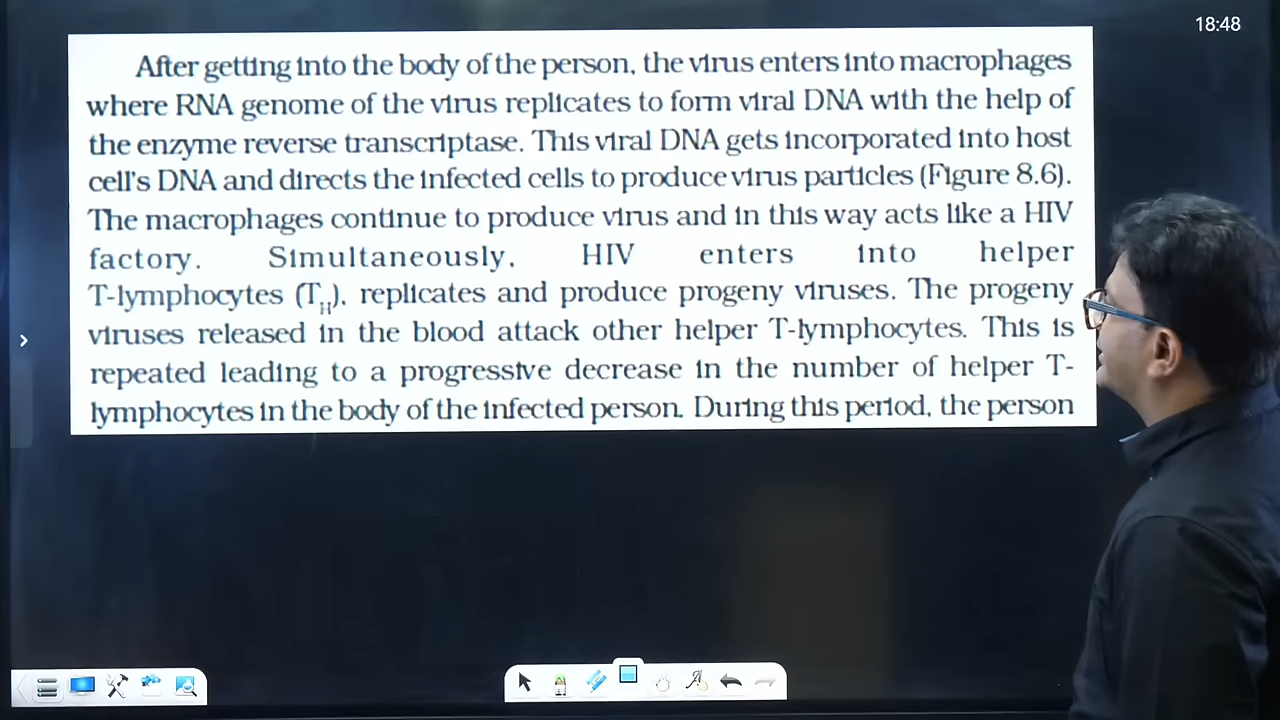 18:48
After getting into the body of the person, the virus enters into macrophages
where RNA genome of the virus replicates to form viral DNA with the help of
the enzyme reverse transcriptase. This viral DNA gets incorporated into host
cell's DNA and directs the infected cells to produce virus particles (Figure 8.6).
The macrophages continue to produce virus and in this way acts like a HIV
factory. Simultaneously, HIV enters into helper
T-lymphocytes (TH), replicates and produce progeny viruses. The progeny
viruses released in the blood attack other helper T-lymphocytes. This is
repeated leading to a progressive decrease in the number of helper T-
lymphocytes in the body of the infected person. During this period, the person